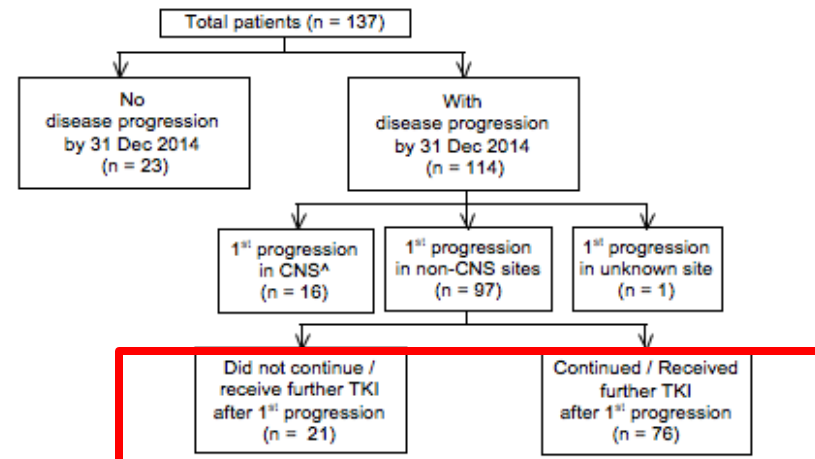 Total patients (n = 137)
No
disease progression
by 31 Dec 2014
(n = 23)
With
disease progression
by 31 Dec 2014
(n = 114)
1st progression
in CNS^
(n = 16)
1st progression
in non-CNS sites
(n = 97)
1st progression
in unknown site
(n = 1)
Did not continue /
receive further TKI
after 1st progression
(n = 21)
Continued / Received
further TKI
after 1st progression
(n = 76)